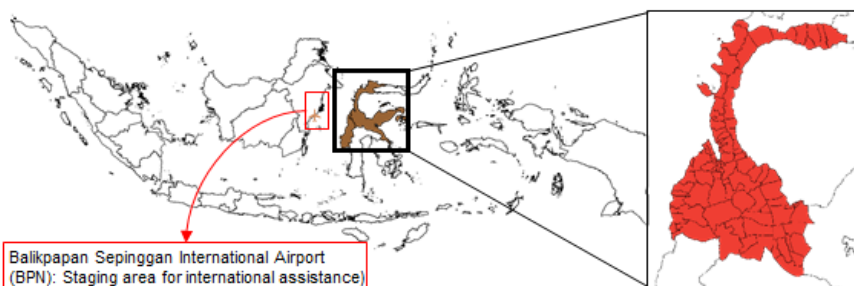 Balikpapan Sepinggan International Airport
(BPN): Staging area for international assistance)